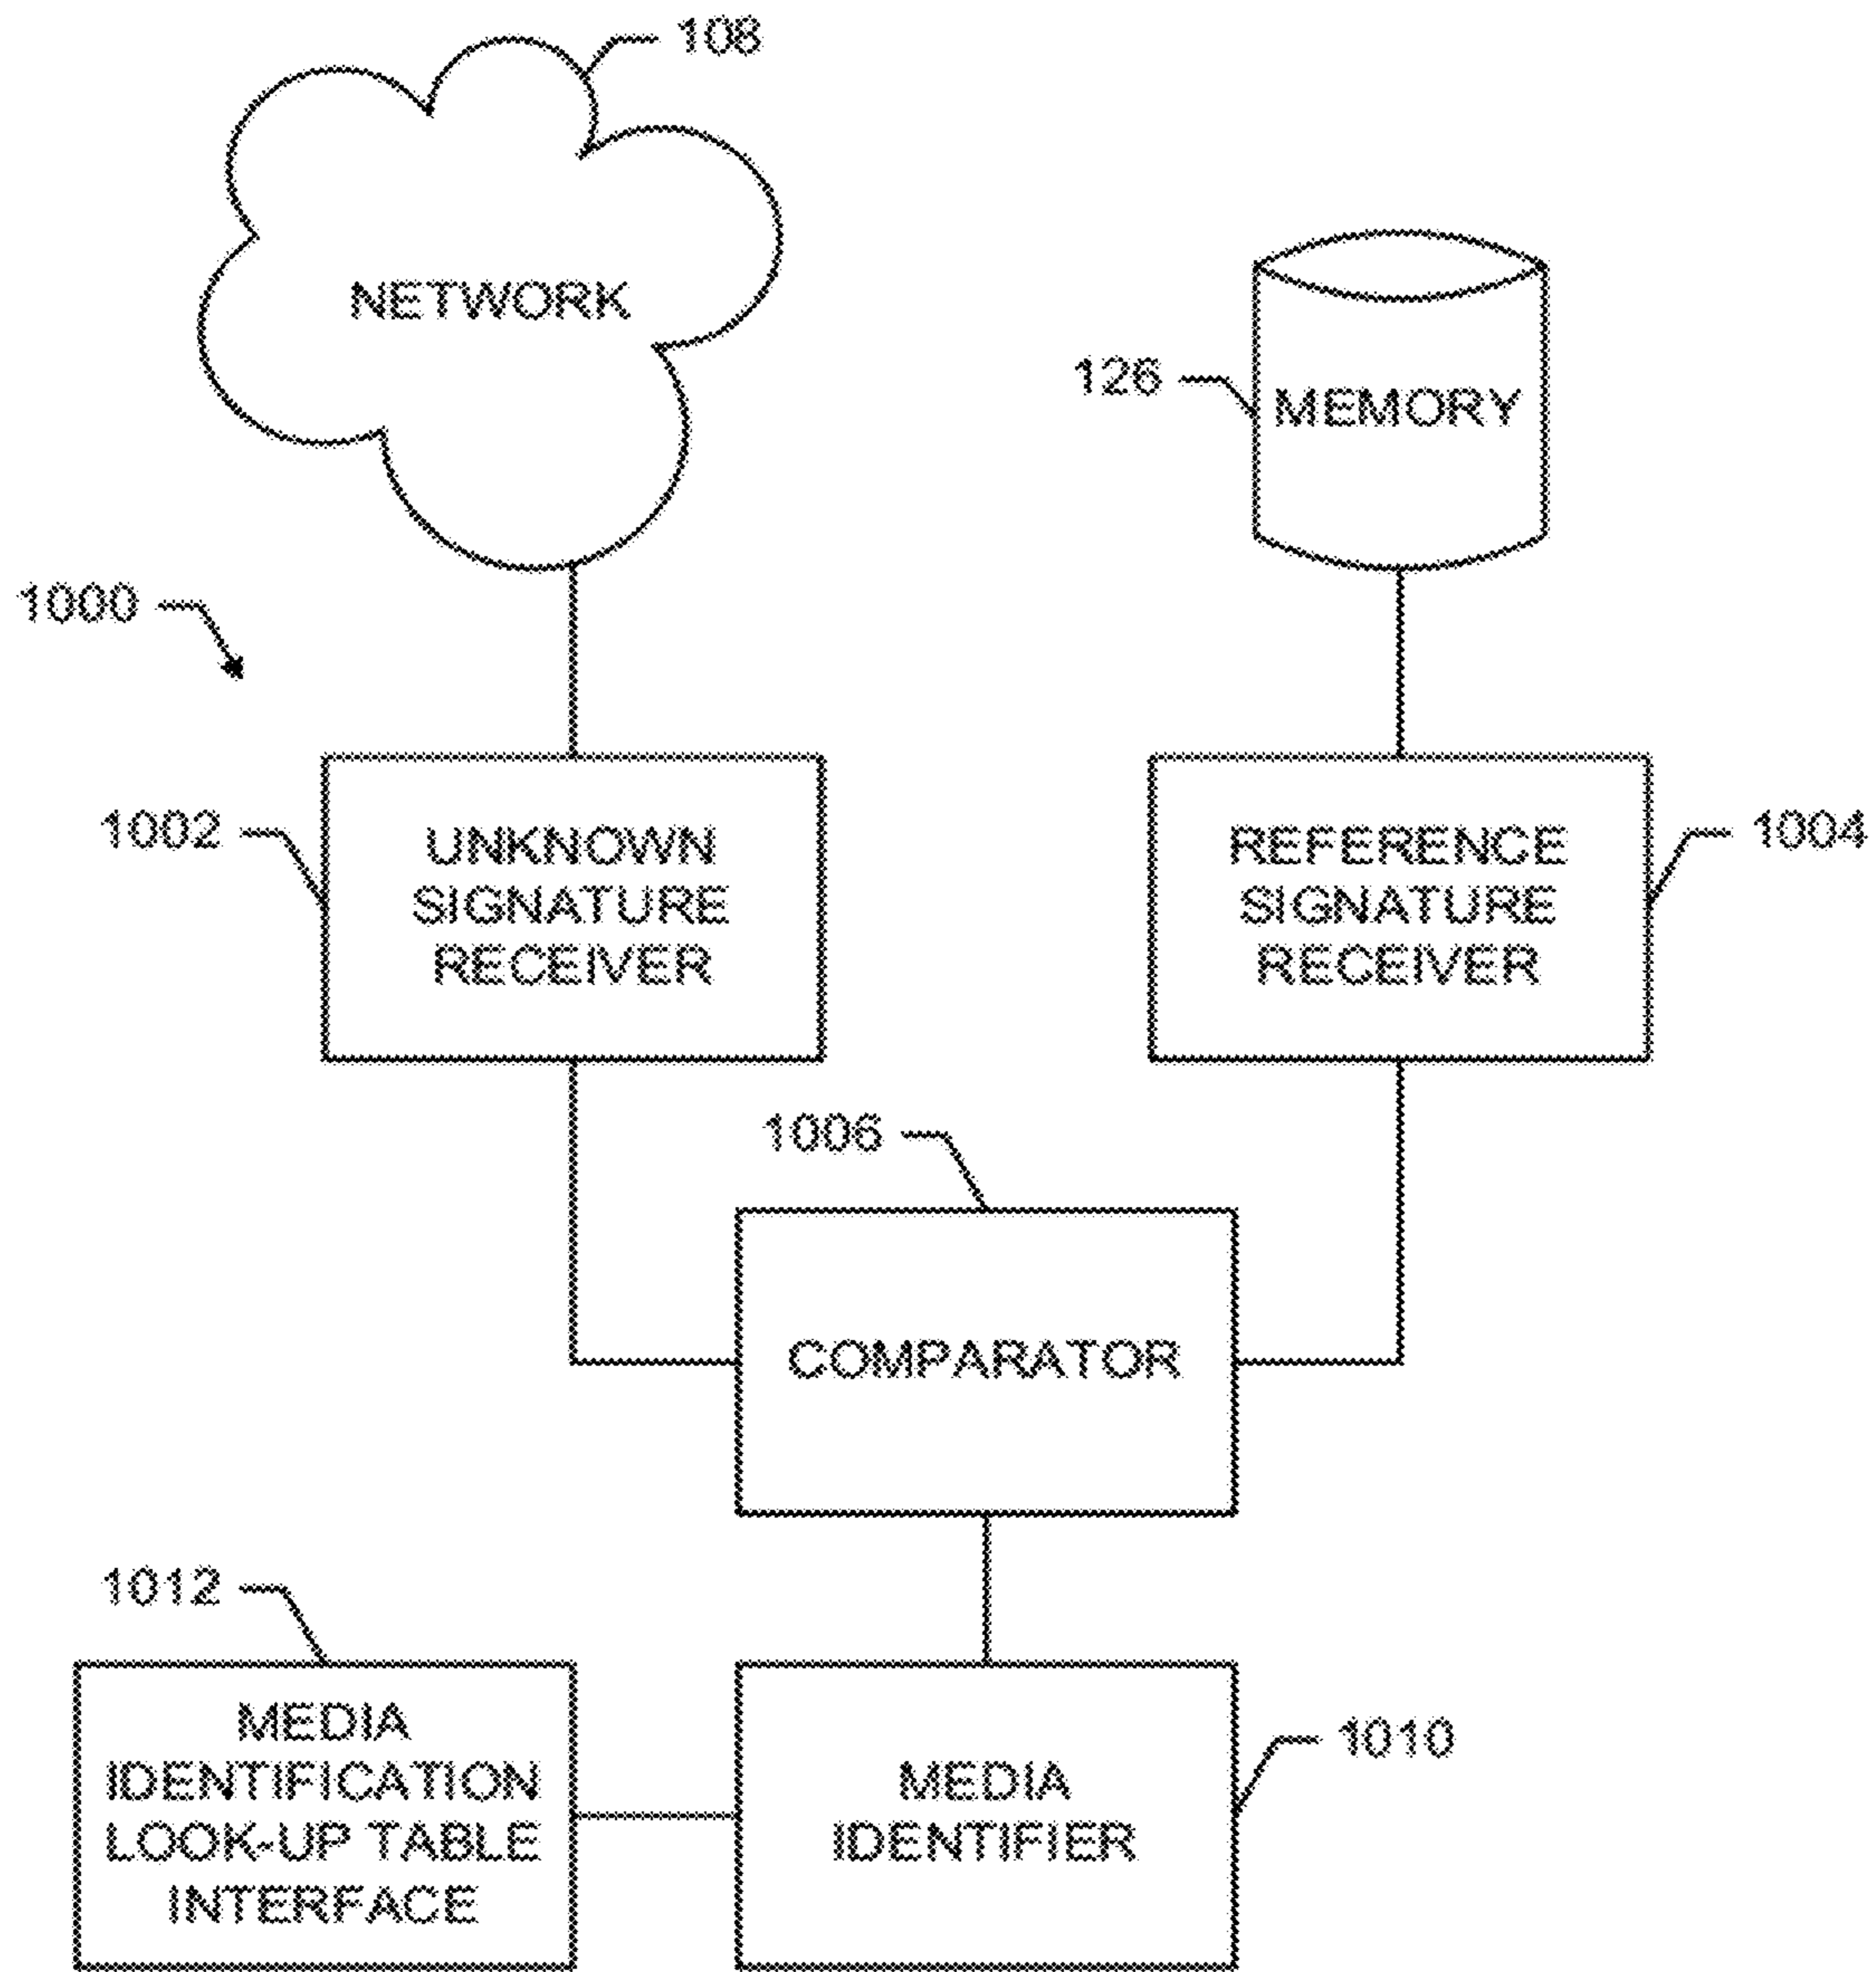 108
NETWORK
126
MEMORY
1000
1002
UNKNOWN
SIGNATURE
RECEIVER
REFERENCE
SIGNATURE
RECEIVER
1004
1006
COMPARATOR
1012
MEDIA
IDENTIFICATION
LOOK-UP TABLE
INTERFACE
MEDIA
IDENTIFIER
1010